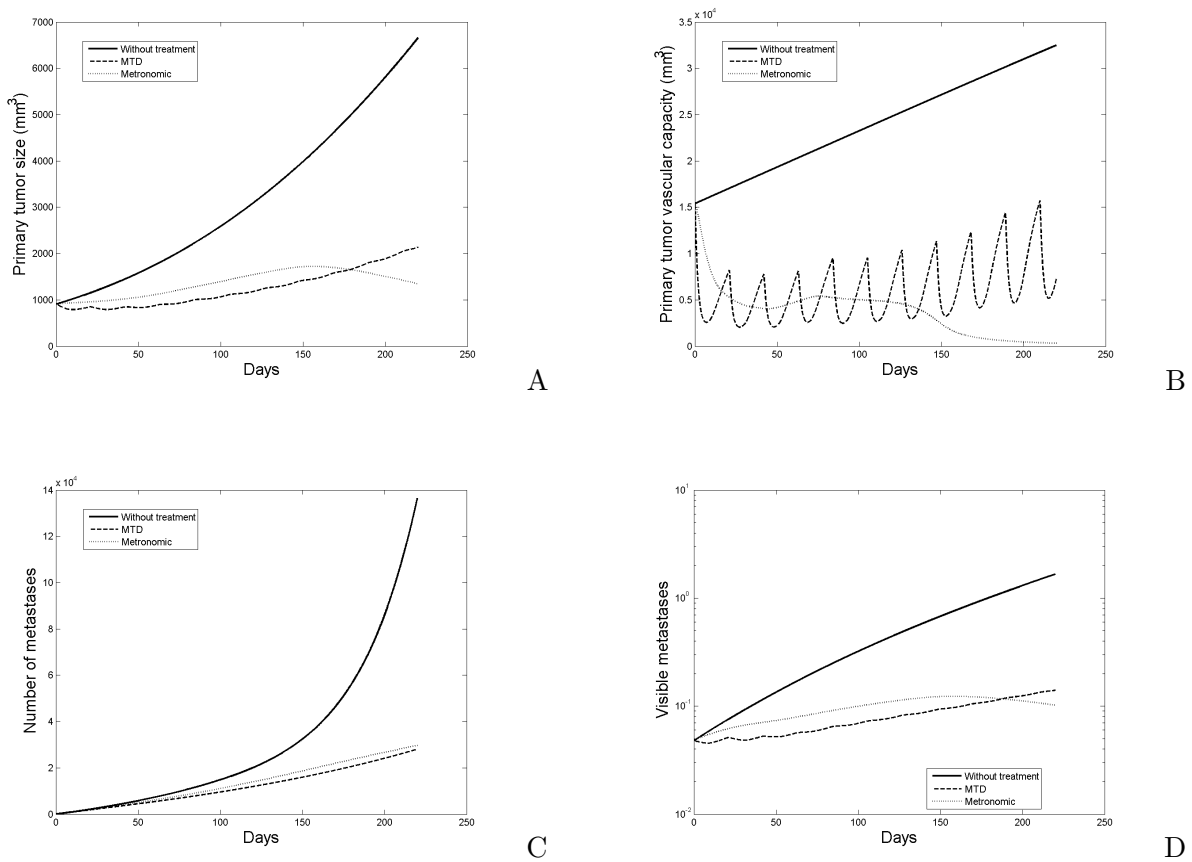 7000
6000
5000
4000
3000
2000
1000
0
0 50 100 150 200 250
Primary tumor size (mm3)
Days
Without treatment
MTD
Metronomic
A
x 10^4
3.5
3
2.5
2
1.5
1
0.5
0
0 50 100 150 200 250
Primary tumor vascular capacity (mm3)
Days
Without treatment
MTD
Metronomic
B
x 10^4
14
12
10
8
6
4
2
0
0 50 100 150 200 250
Number of metastases
Days
Without treatment
MTD
Metronomic
C
10^1
10^0
10^-1
10^-2
0 50 100 150 200 250
Visible metastases
Days
Without treatment
MTD
Metronomic
D